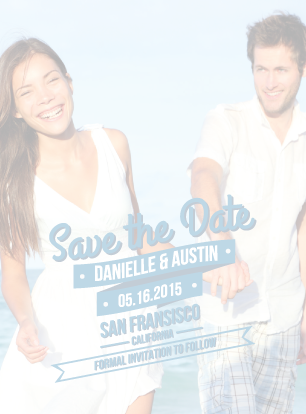 Save the Date
• DANIELLE & AUSTIN •
• 05.16.2015 •
SAN FRANSISCO
CALIFORNIA
FORMAL INVITATION TO FOLLOW